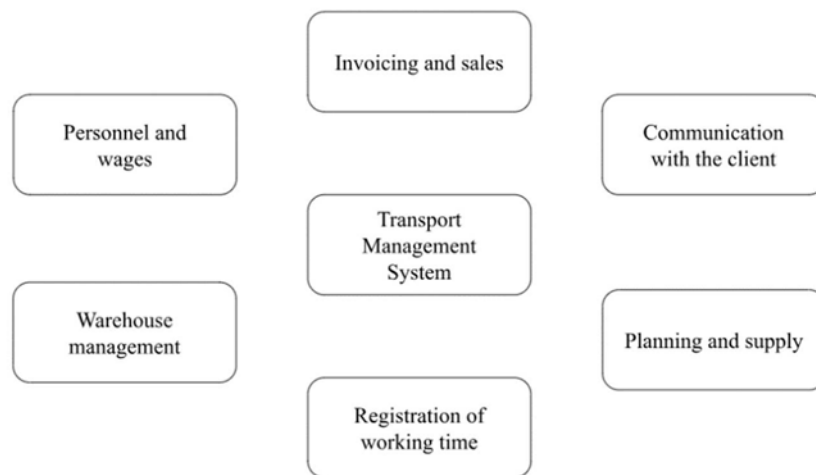 Invoicing and sales
Personnel and
wages
Communication
with the client
Transport
Management
System
Warehouse
management
Planning and supply
Registration of
working time